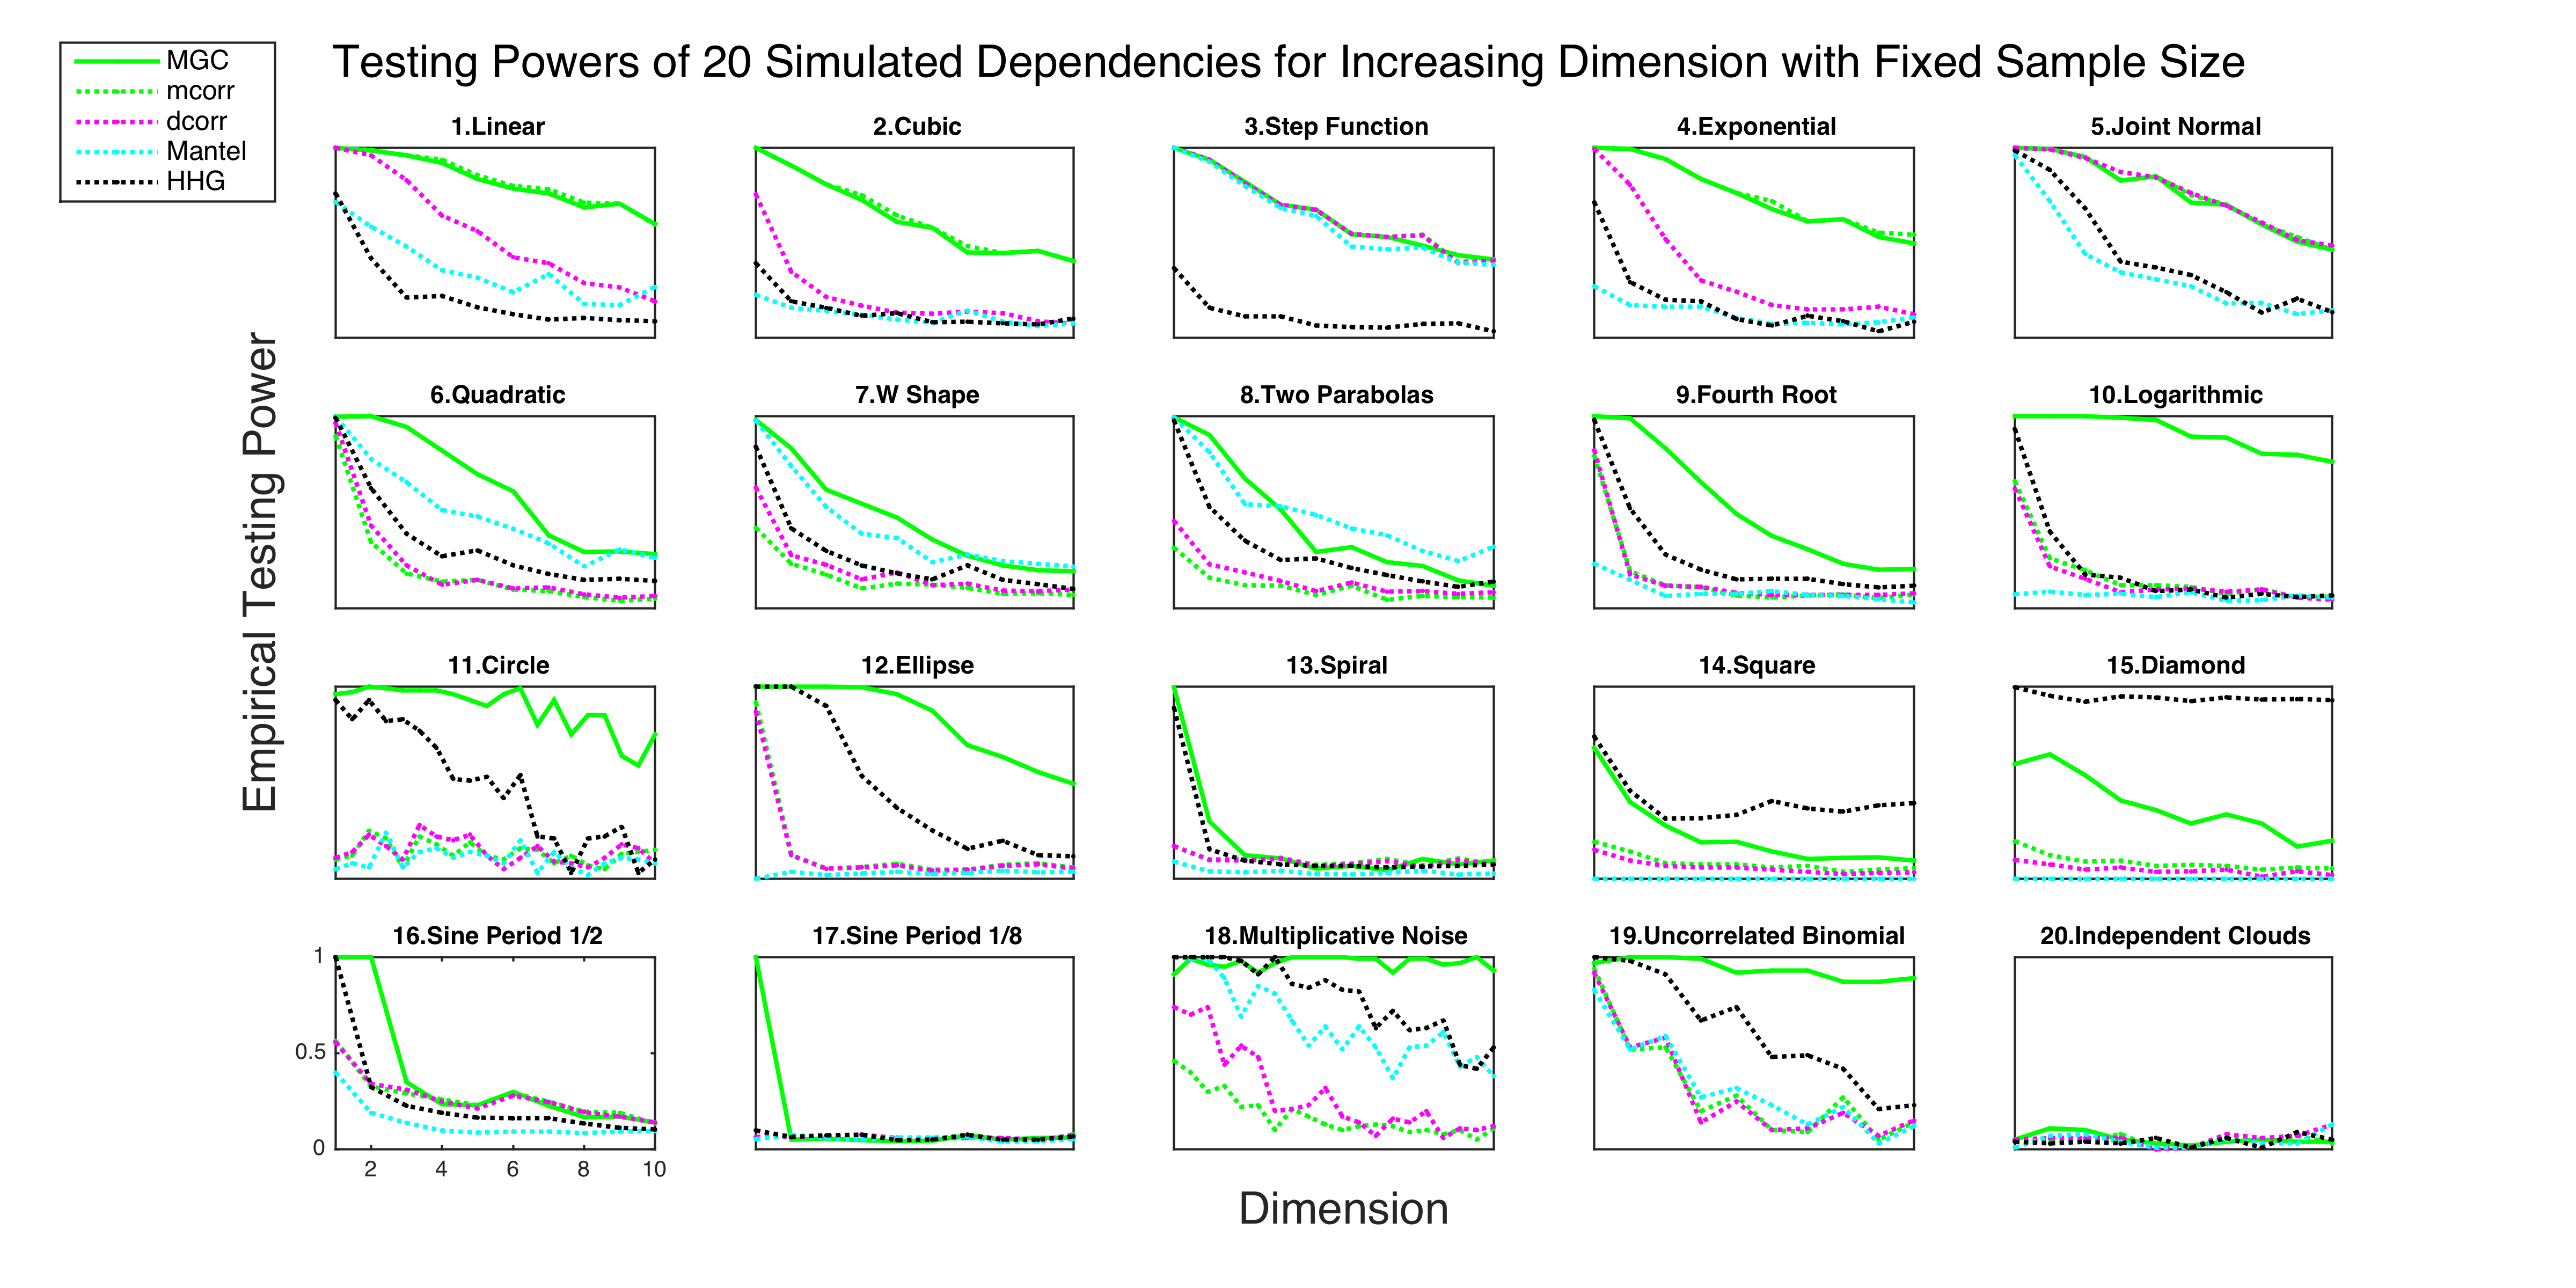 MGC
mcorr
dcorr
Mantel
HHG
Testing Powers of 20 Simulated Dependencies for Increasing Dimension with Fixed Sample Size
1.Linear
2.Cubic
3.Step Function
4.Exponential
5.Joint Normal
6.Quadratic
7.W Shape
8.Two Parabolas
9.Fourth Root
10.Logarithmic
11.Circle
12.Ellipse
13.Spiral
14.Square
15.Diamond
16.Sine Period 1/2
17.Sine Period 1/8
18.Multiplicative Noise
19.Uncorrelated Binomial
20.Independent Clouds
1
0.5
0
2 4 6 8 10
Empirical Testing Power
Dimension